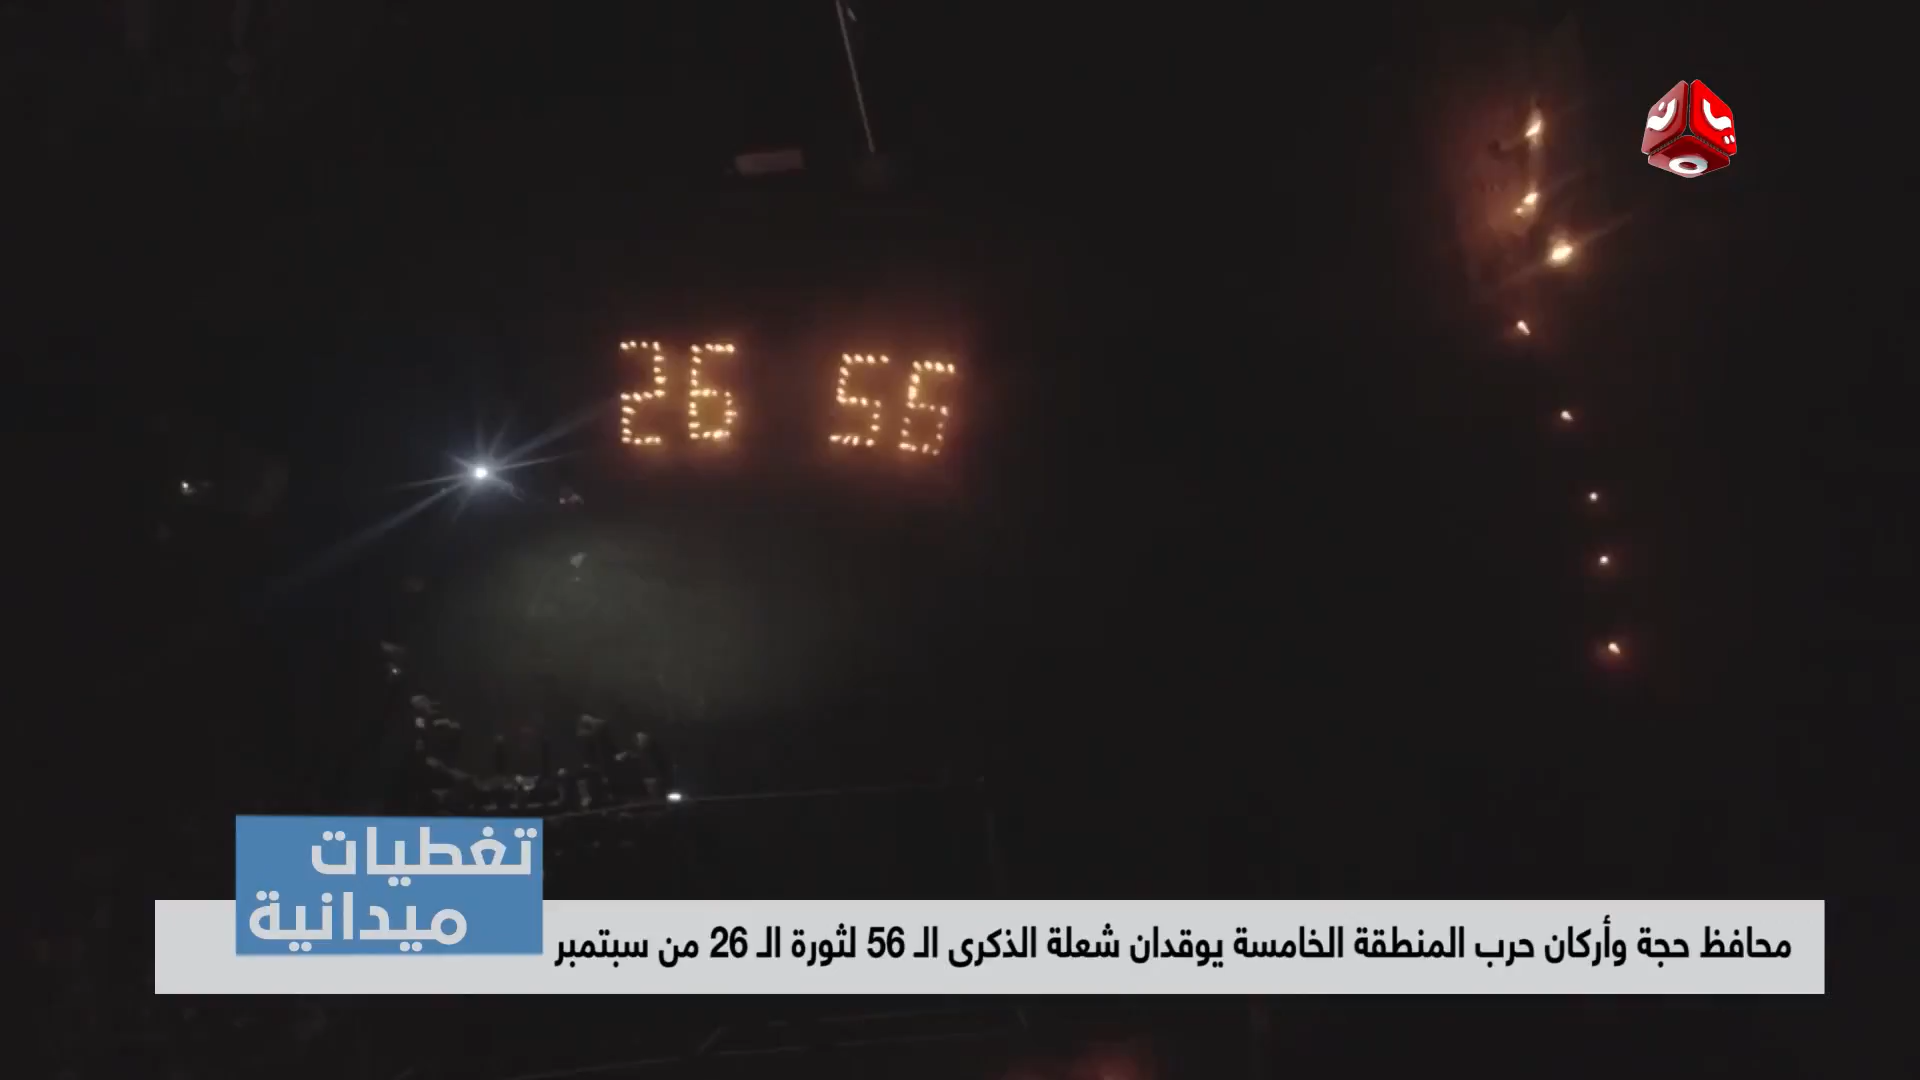 26 56
تغطيات
ميدانية
محافظ حجة وأركان حرب المنطقة الخامسة يوقدان شعلة الذكرى الـ 56 لثورة الـ 26 من سبتمبر